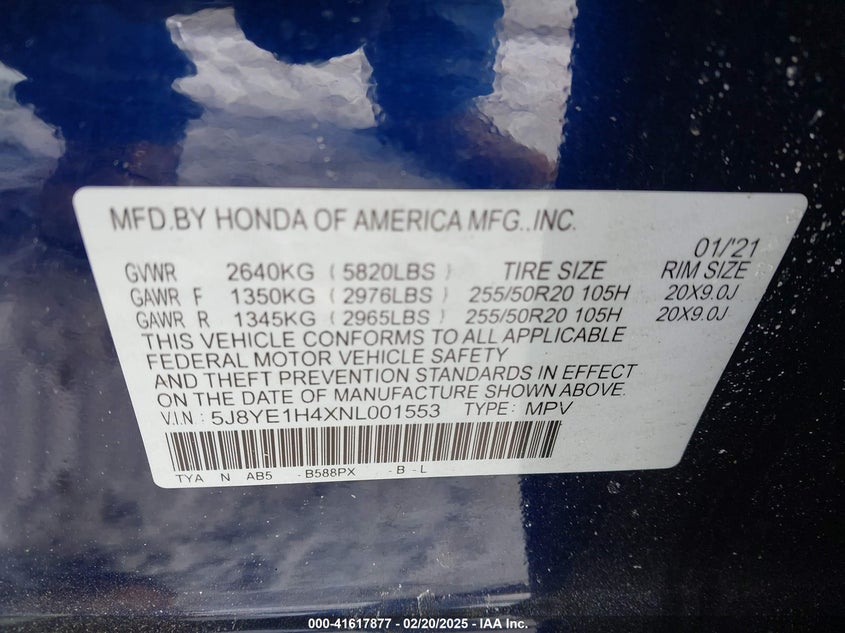 MFD.BY HONDA OF AMERICA MFG.,INC.
01/'21
GVWR 2640KG ( 5820LBS ) TIRE SIZE RIM SIZE
GAWR F 1350KG ( 2976LBS ) 255/50R20 105H 20X9.0J
GAWR R 1345KG ( 2965LBS ) 255/50R20 105H 20X9.0J
THIS VEHICLE CONFORMS TO ALL APPLICABLE
FEDERAL MOTOR VEHICLE SAFETY
AND THEFT PREVENTION STANDARDS IN EFFECT
ON THE DATE OF MANUFACTURE SHOWN ABOVE.
V.I.N : 5J8YE1H4XNL001553 TYPE: MPV
TYA N AB5 -B588PX -B -L
000-41617877 - 02/20/2025 - IAA Inc.